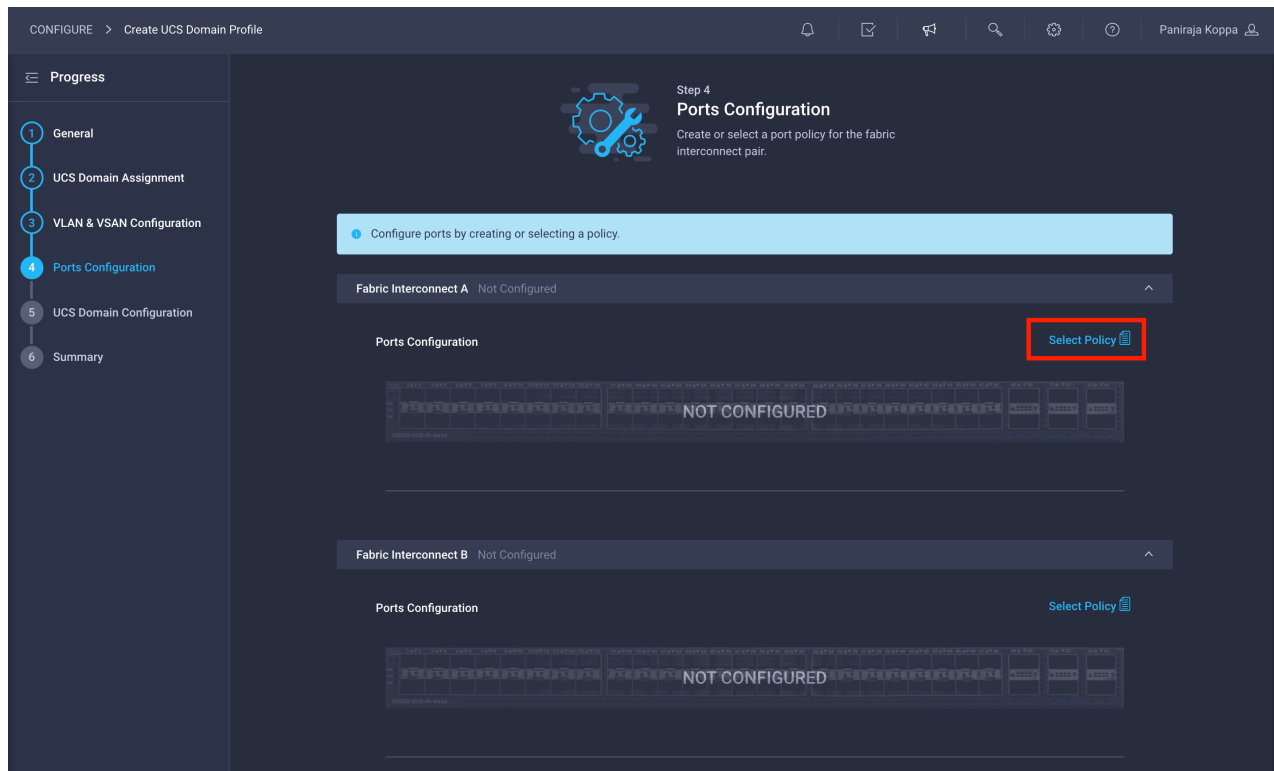 CONFIGURE > Create UCS Domain Profile
Paniraja Koppa
Progress
1 General
2 UCS Domain Assignment
3 VLAN & VSAN Configuration
4 Ports Configuration
5 UCS Domain Configuration
6 Summary
Step 4
Ports Configuration
Create or select a port policy for the fabric
interconnect pair.
Configure ports by creating or selecting a policy.
Fabric Interconnect A Not Configured
Ports Configuration
Select Policy
NOT CONFIGURED
Fabric Interconnect B Not Configured
Ports Configuration
Select Policy
NOT CONFIGURED